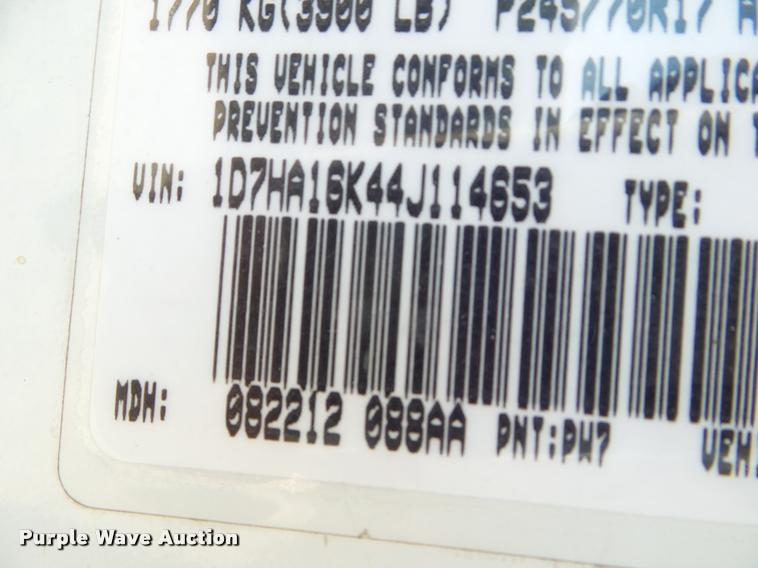 1770 KG(3900 LB) P245/70R17 A
THIS VEHICLE CONFORMS TO ALL APPLICA
PREVENTION STANDARDS IN EFFECT ON T
VIN: 1D7HA16K44J114653 TYPE:
MDH: 082212 088AA PNT:PW7 VEH
Purple Wave Auction